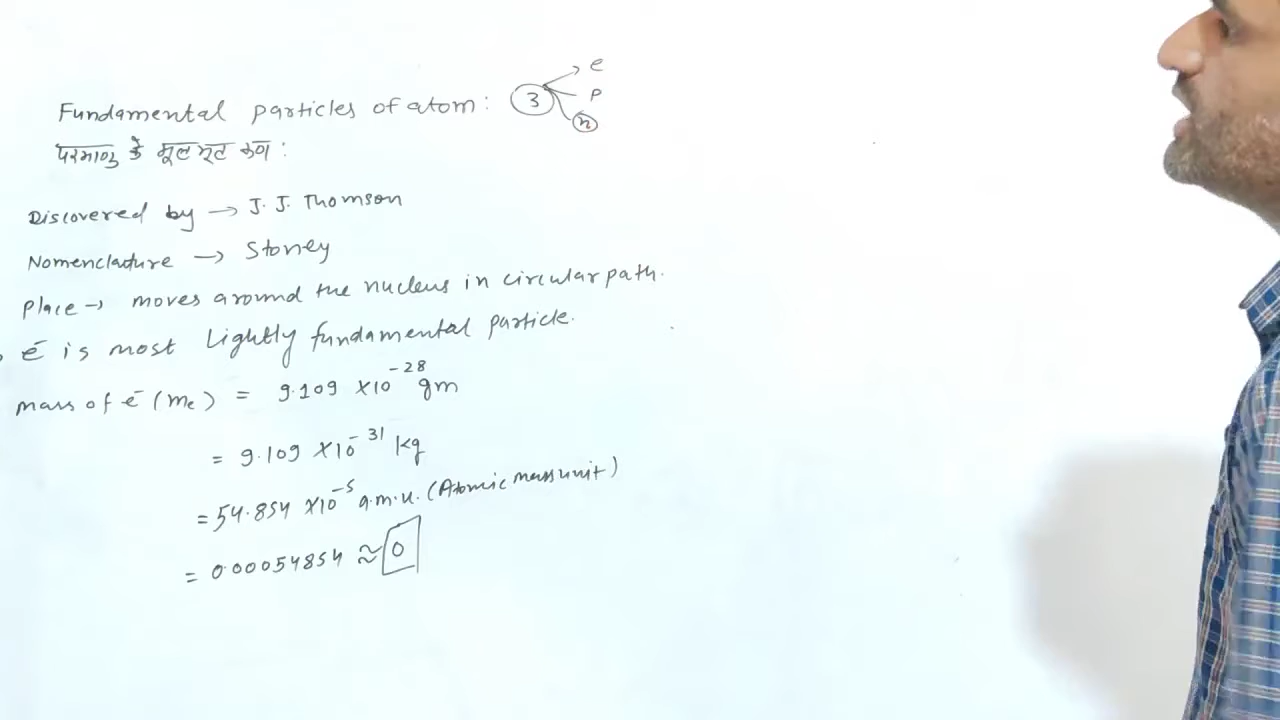 Fundamental particles of atom: 3 e p n
परमाणु के मूल भूट कण :
Discovered by → J. J. Thomson
Nomenclature → Stoney
Place → moves around the nucleus in circular path.
e⁻ is most Lightly fundamental particle.
mass of e⁻ (me) = 9.109 ×10⁻²⁸ gm
= 9.109 ×10⁻³¹ kg
= 54.854 ×10⁻⁵ a.m.u. (Atomic mass unit)
= 0.00054854 ≈ 0